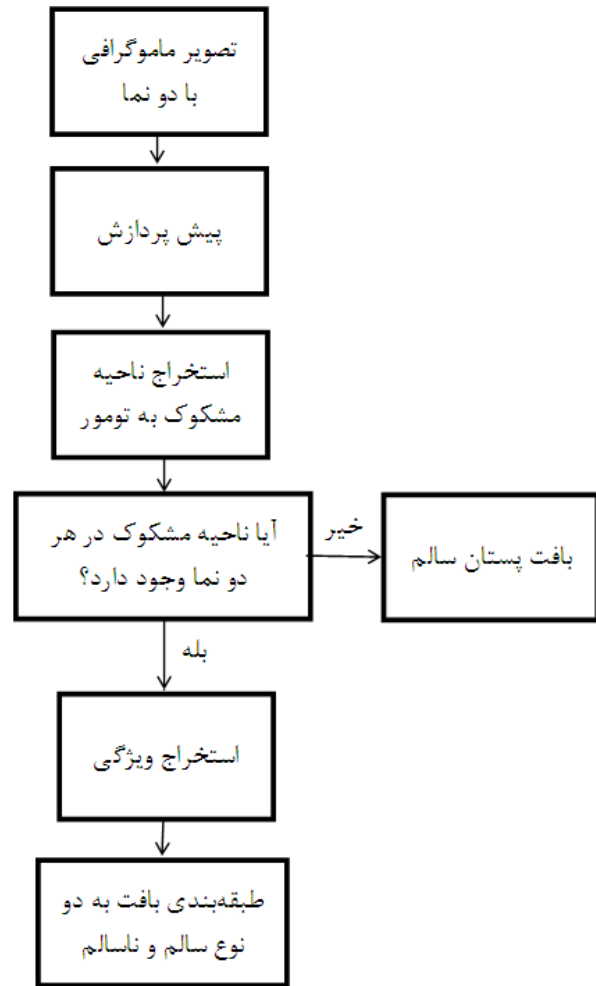 تصویر ماموگرافی
با دو نما
پیش پردازش
استخراج ناحیه
مشکوک به تومور
آیا ناحیه مشکوک در هر
دو نما وجود دارد؟
خیر
بافت پستان سالم
بله
استخراج ویژگی
طبقه‌بندی بافت به دو
نوع سالم و ناسالم